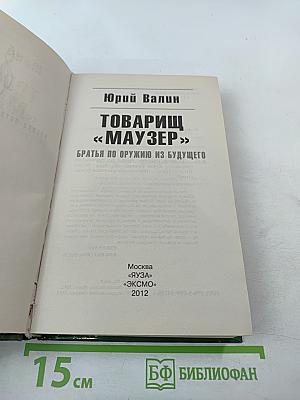 Юрий Валин
ТОВАРИЩ
«МАУЗЕР»
БРАТЬЯ ПО ОРУЖИЮ ИЗ БУДУЩЕГО
Москва
«ЯУЗА»
«ЭКСМО»
2012
15 см
БФ БИБЛИОФАН